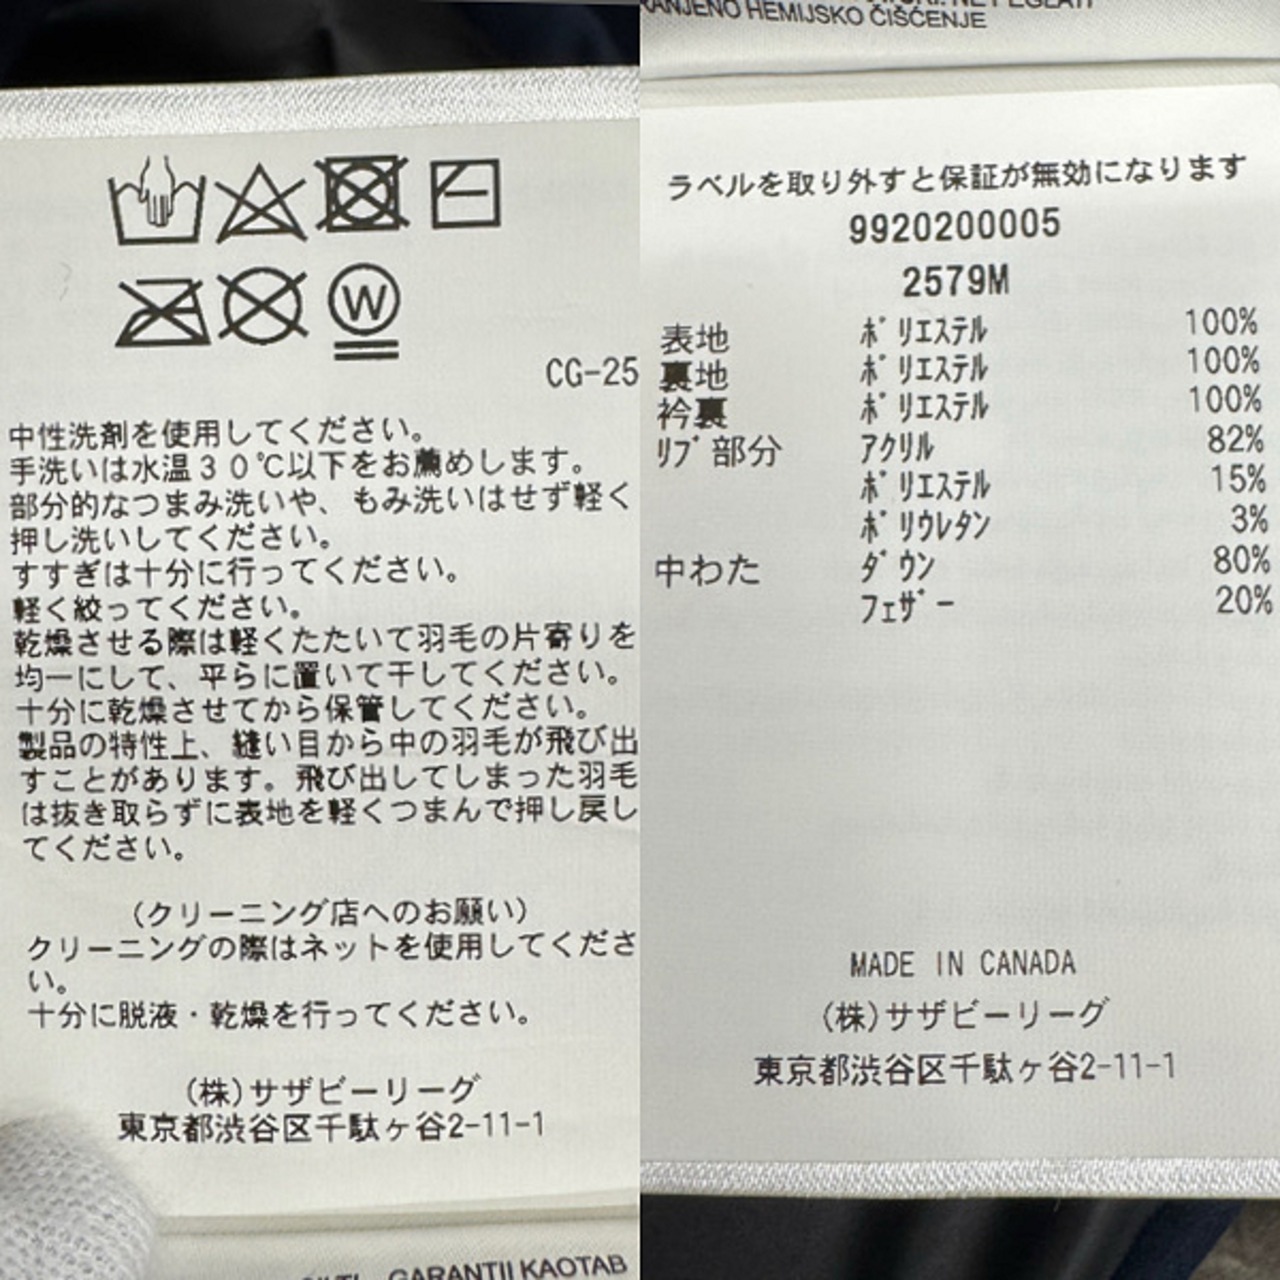 W
CG-25
中性洗剤を使用してください。
手洗いは水温３０℃以下をお薦めします。
部分的なつまみ洗いや、もみ洗いはせず軽く
押し洗いしてください。
すすぎは十分に行ってください。
軽く絞ってください。
乾燥させる際は軽くたたいて羽毛の片寄りを
均一にして、平らに置いて干してください。
十分に乾燥させてから保管してください。
製品の特性上、縫い目から中の羽毛が飛び出
すことがあります。飛び出してしまった羽毛
は抜き取らずに表地を軽くつまんで押し戻し
てください。
(クリーニング店へのお願い)
クリーニングの際はネットを使用してくださ
い。
十分に脱液・乾燥を行ってください。
(株)サザビーリーグ
東京都渋谷区千駄ヶ谷2-11-1
GARANTII KAOTAB
HEMIJSKO ČIŠĆENJE
ラベルを取り外すと保証が無効になります
9920200005
2579M
表地 ﾎﾟﾘｴｽﾃﾙ 100%
裏地 ﾎﾟﾘｴｽﾃﾙ 100%
衿裏 ﾎﾟﾘｴｽﾃﾙ 100%
ﾘﾌﾞ部分 ｱｸﾘﾙ 82%
ﾎﾟﾘｴｽﾃﾙ 15%
ﾎﾟﾘｳﾚﾀﾝ 3%
中わた ﾀﾞｳﾝ 80%
ﾌｪｻﾞｰ 20%
MADE IN CANADA
(株)サザビーリーグ
東京都渋谷区千駄ヶ谷2-11-1